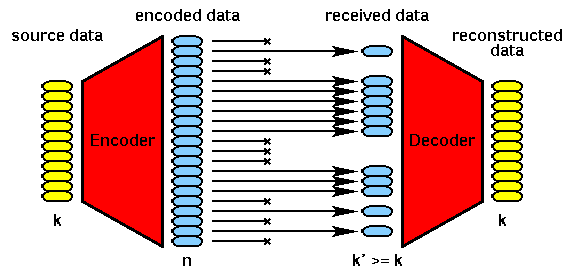 encoded data
received data
source data
reconstructed
data
Encoder
Decoder
k
n
k' >= k
k